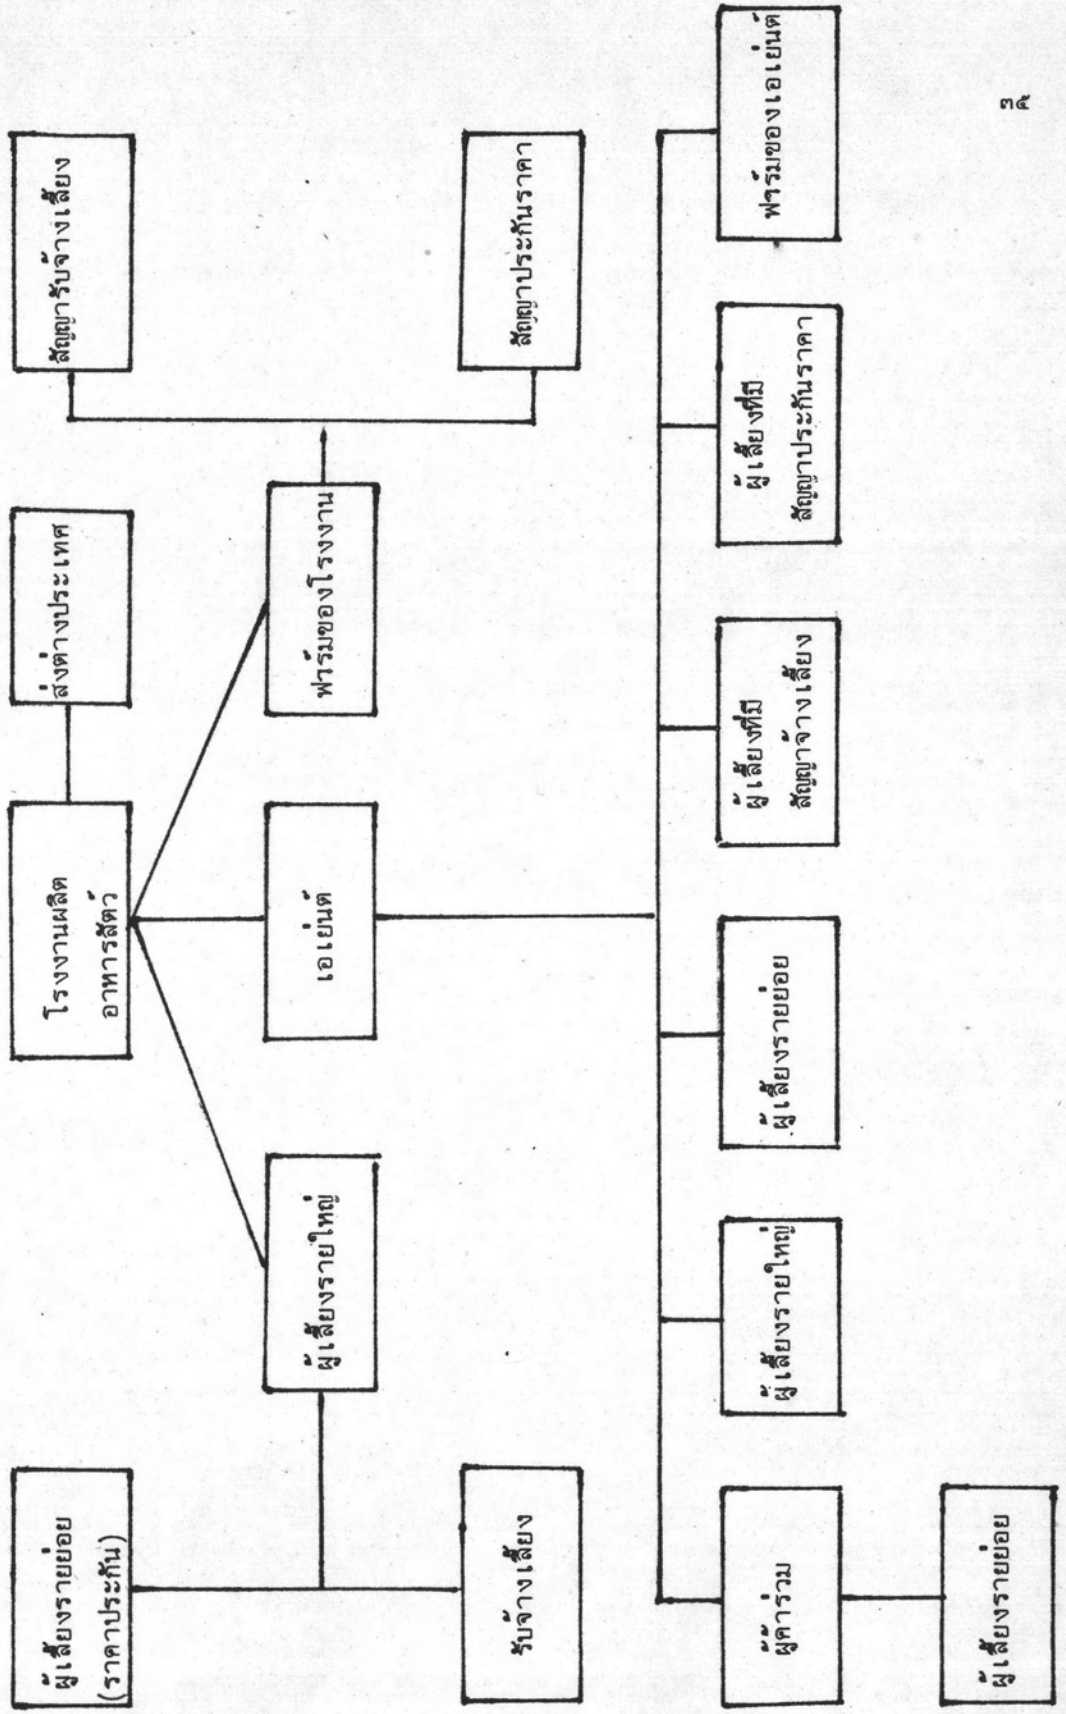 ผู้เลี้ยงรายย่อย
(ราคาประกัน)
โรงงานผลิต
อาหารสัตว์
ส่งต่างประเทศ
สัญญารับจ้างเลี้ยง
ผู้เลี้ยงรายใหญ่
เอเย่นต์
ฟาร์มของโรงงาน
รับจ้างเลี้ยง
สัญญาประกันราคา
ผู้ค้าร่วม
ผู้เลี้ยงรายใหญ่
ผู้เลี้ยงรายย่อย
ผู้เลี้ยงที่มี
สัญญาจ้างเลี้ยง
ผู้เลี้ยงที่มี
สัญญาประกันราคา
ฟาร์มของเอเย่นต์
ผู้เลี้ยงรายย่อย